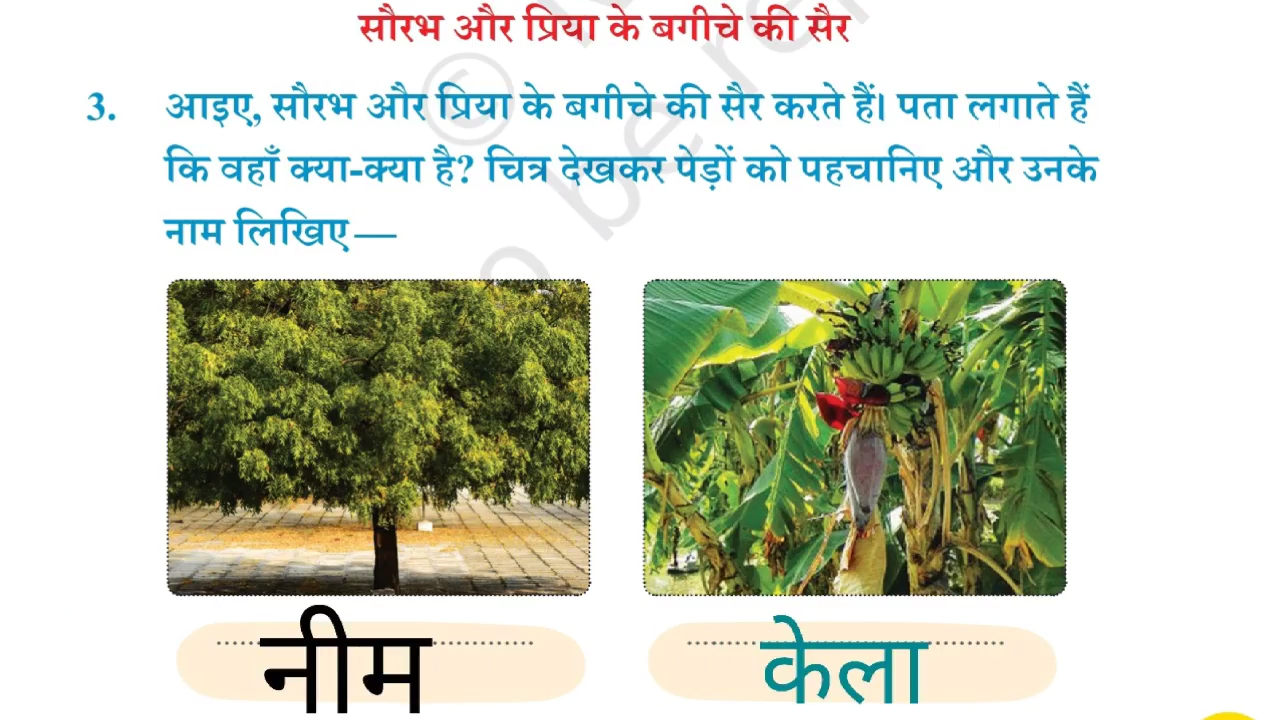 सौरभ और प्रिया के बगीचे की सैर
3. आइए, सौरभ और प्रिया के बगीचे की सैर करते हैं। पता लगाते हैं
कि वहाँ क्या-क्या है? चित्र देखकर पेड़ों को पहचानिए और उनके
नाम लिखिए—
नीम
केला